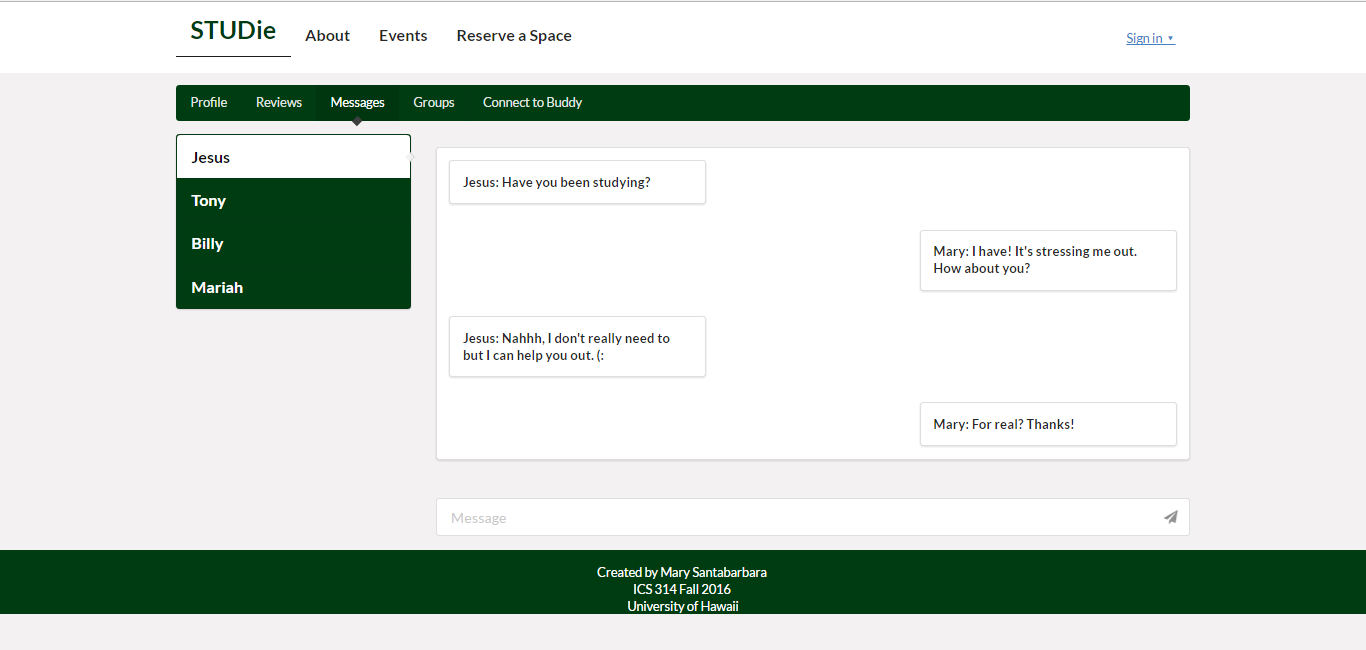 STUDie About Events Reserve a Space Sign in
Profile Reviews Messages Groups Connect to Buddy
Jesus
Tony
Billy
Mariah
Jesus: Have you been studying?
Mary: I have! It's stressing me out.
How about you?
Jesus: Nahhh, I don't really need to
but I can help you out. (:
Mary: For real? Thanks!
Message
Created by Mary Santabarbara
ICS 314 Fall 2016
University of Hawaii